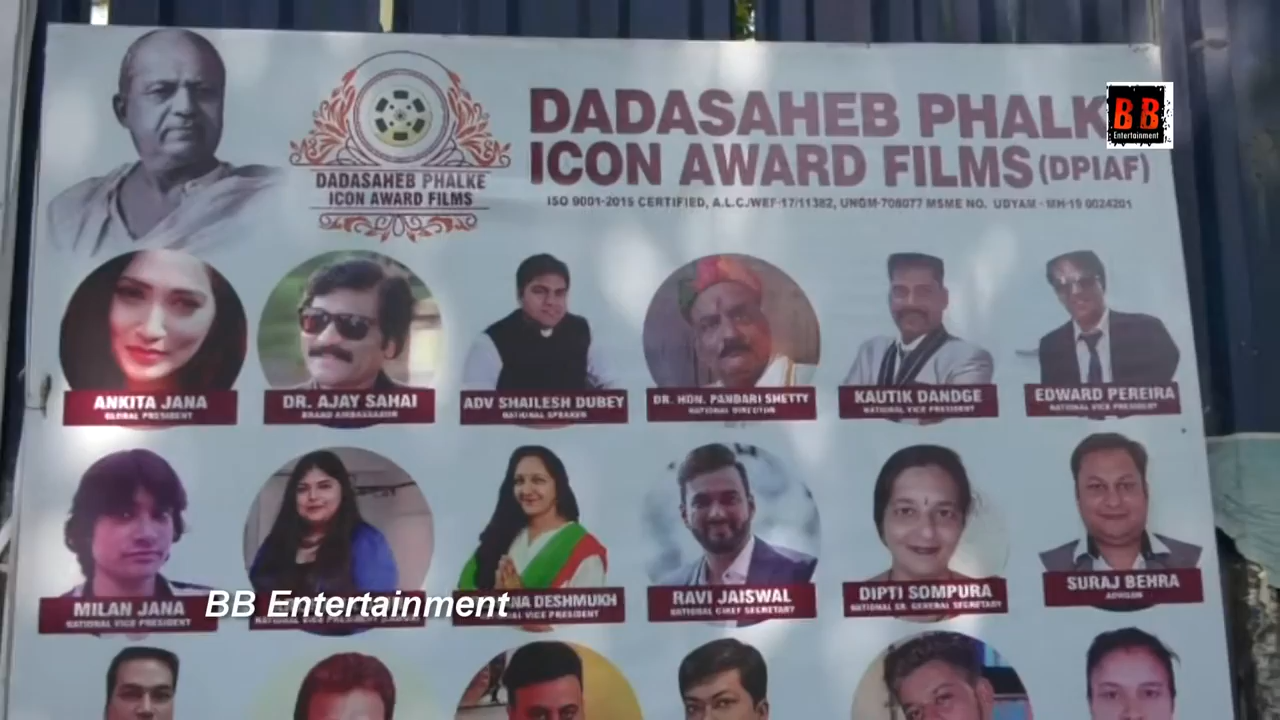 DADASAHEB PHALKE
ICON AWARD FILMS
DADASAHEB PHALK
ICON AWARD FILMS (DPIAF)
ISO 9001-2015 CERTIFIED, A.L.C./WEF-17/11382, UNGM-708077 MSME NO. UDYAM - MH-19 0024201
BB
Entertainment
ANKITA JANA
GLOBAL PRESIDENT
DR. AJAY SAHAI
BRAND AMBASSADOR
ADV SHAILESH DUBEY
NATIONAL SPEAKER
DR. HON. PANDARI SHETTY
NATIONAL DIRECTOR
KAUTIK DANDGE
NATIONAL VICE PRESIDENT
EDWARD PEREIRA
NATIONAL VICE PRESIDENT
MILAN JANA
NATIONAL VICE PRESIDENT
BB Entertainment
NATIONAL VICE PRESIDENT
NA DESHMUKH
NAL VICE PRESIDENT
RAVI JAISWAL
NATIONAL CHIEF SECRETARY
DIPTI SOMPURA
NATIONAL SR. GENERAL SECRETARY
SURAJ BEHRA
ADVISOR